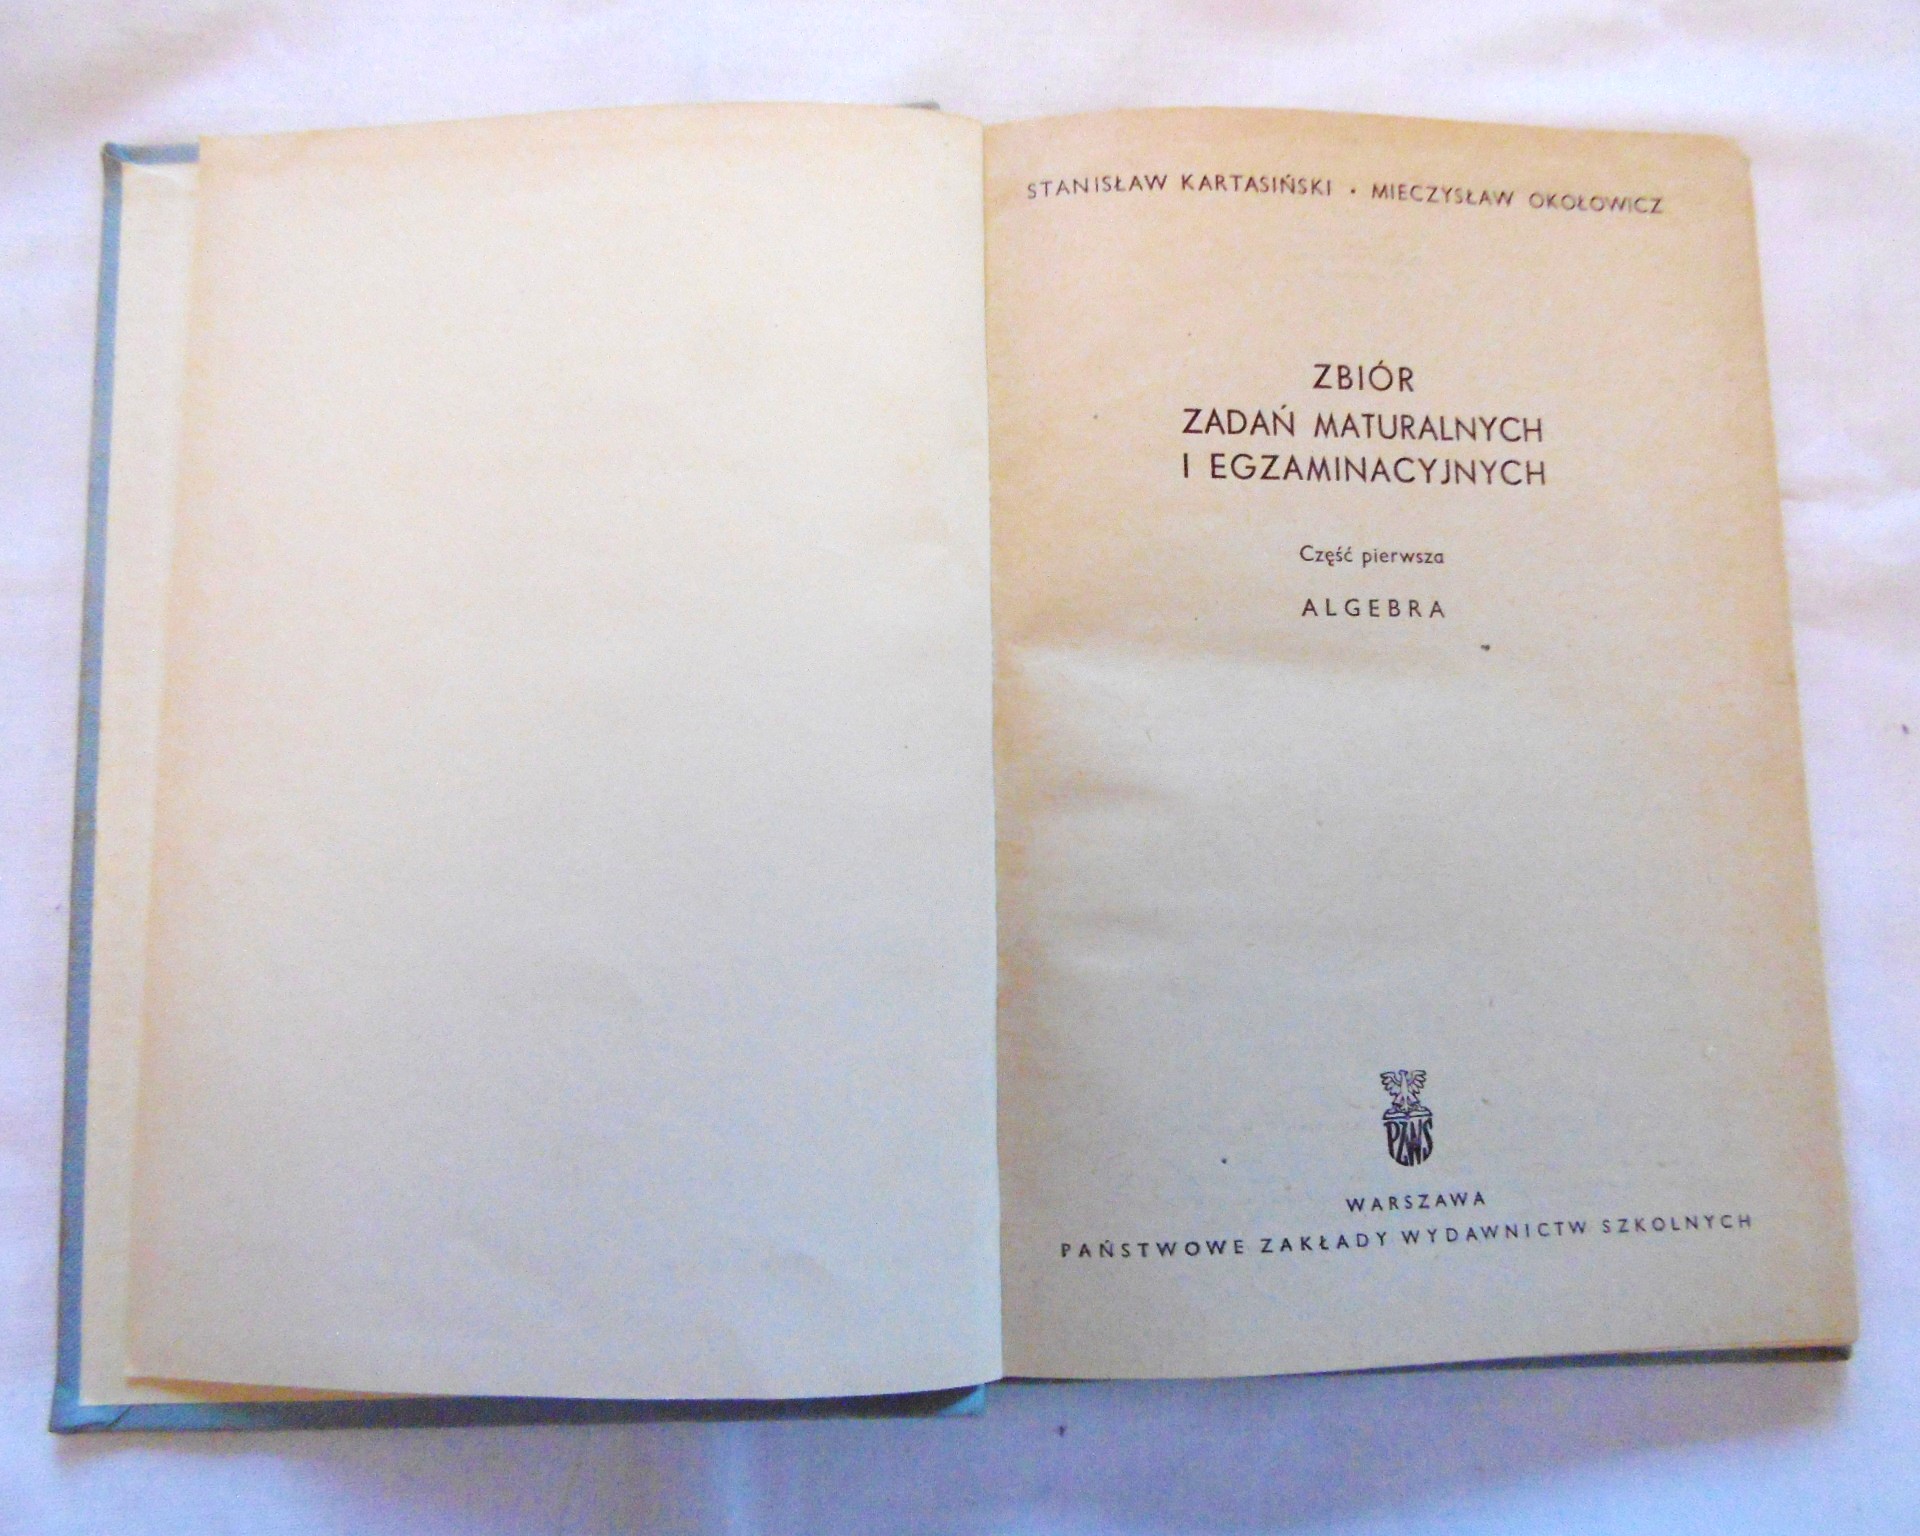 STANISŁAW KARTASIŃSKI • MIECZYSŁAW OKOŁOWICZ
ZBIÓR
ZADAŃ MATURALNYCH
I EGZAMINACYJNYCH
Część pierwsza
ALGEBRA
PZWS
WARSZAWA
PAŃSTWOWE ZAKŁADY WYDAWNICTW SZKOLNYCH